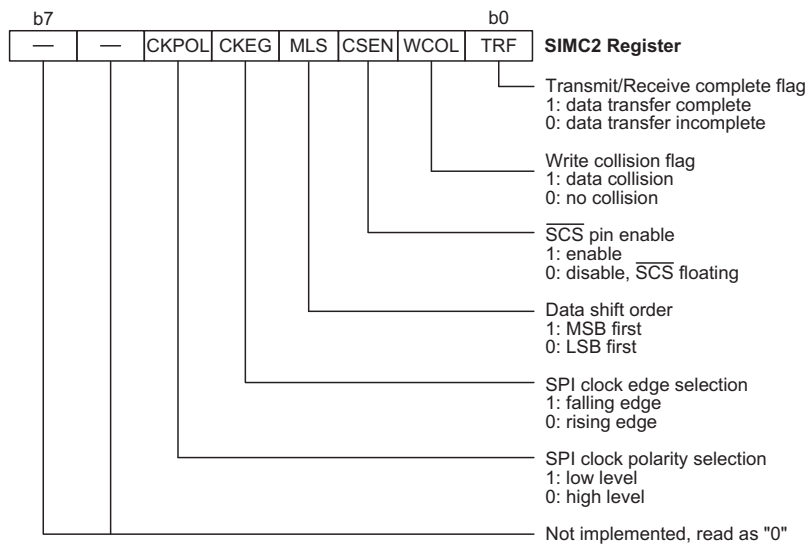 b7 b0
— — CKPOL CKEG MLS CSEN WCOL TRF SIMC2 Register
Transmit/Receive complete flag
1: data transfer complete
0: data transfer incomplete
Write collision flag
1: data collision
0: no collision
S̅C̅S̅ pin enable
1: enable
0: disable, S̅C̅S̅ floating
Data shift order
1: MSB first
0: LSB first
SPI clock edge selection
1: falling edge
0: rising edge
SPI clock polarity selection
1: low level
0: high level
Not implemented, read as "0"